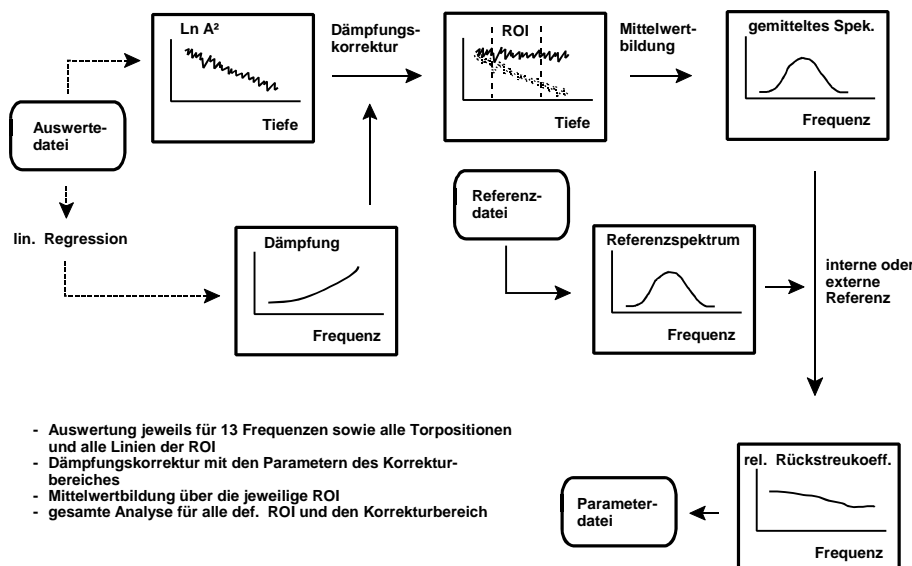 Ln A²
Tiefe
Dämpfungs-
korrektur
ROI
Tiefe
Mittelwert-
bildung
gemitteltes Spek.
Frequenz
Auswerte-
datei
lin. Regression
Dämpfung
Frequenz
Referenz-
datei
Referenzspektrum
Frequenz
interne oder
externe
Referenz
- Auswertung jeweils für 13 Frequenzen sowie alle Torpositionen
und alle Linien der ROI
- Dämpfungskorrektur mit den Parametern des Korrektur-
bereiches
- Mittelwertbildung über die jeweilige ROI
- gesamte Analyse für alle def. ROI und den Korrekturbereich
Parameter-
datei
rel. Rückstreukoeff.
Frequenz